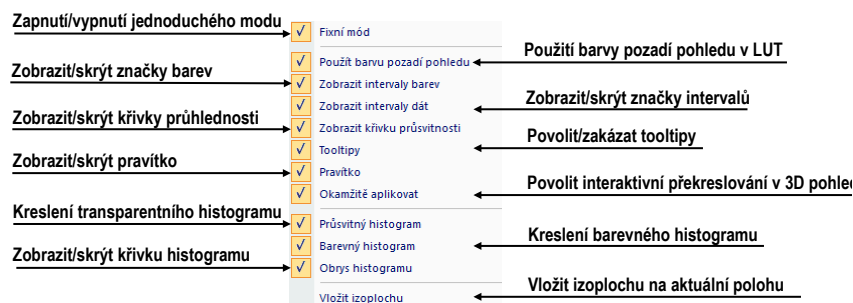 Zapnutí/vypnutí jednoduchého modu
Fixní mód
Použít barvu pozadí pohledu
Použití barvy pozadí pohledu v LUT
Zobrazit/skrýt značky barev
Zobrazit intervaly barev
Zobrazit intervaly dát
Zobrazit/skrýt značky intervalů
Zobrazit/skrýt křivky průhlednosti
Zobrazit křivku průsvitnosti
Tooltipy
Povolit/zakázat tooltipy
Zobrazit/skrýt pravítko
Pravítko
Okamžitě aplikovat
Povolit interaktivní překreslování v 3D pohled
Kreslení transparentního histogramu
Průsvitný histogram
Barevný histogram
Kreslení barevného histogramu
Zobrazit/skrýt křivku histogramu
Obrys histogramu
Vložit izoplochu
Vložit izoplochu na aktuální polohu